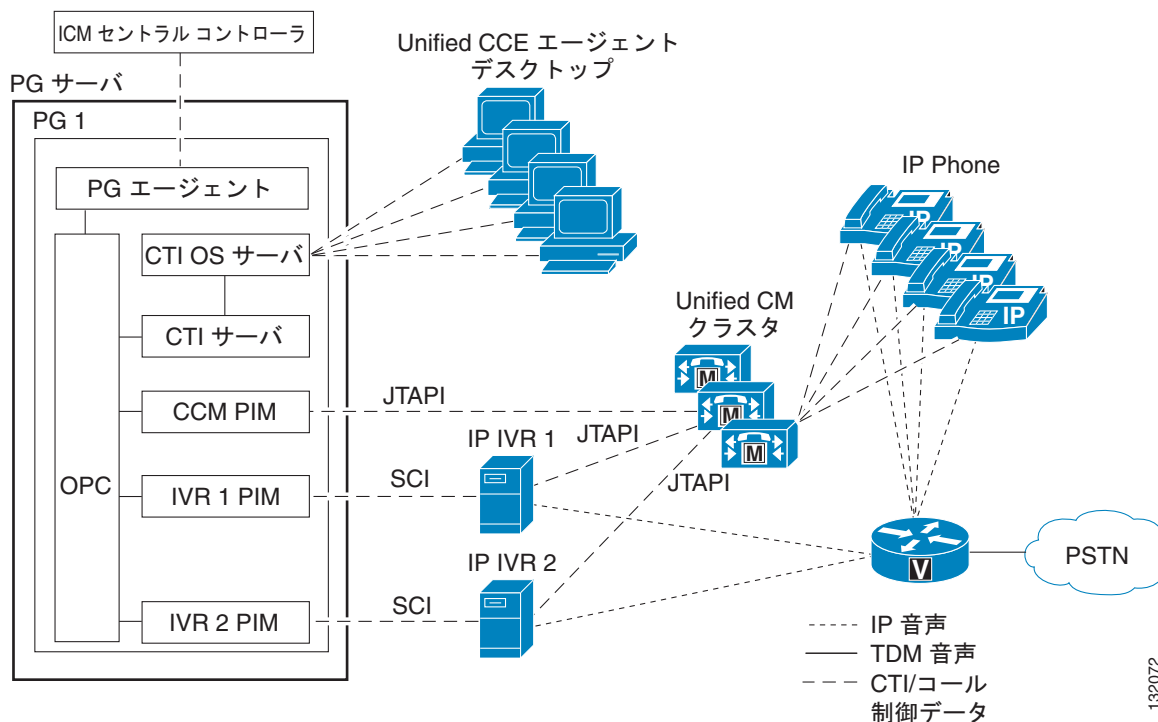 ICM セントラル コントローラ
Unified CCE エージェント
デスクトップ
PG サーバ
PG 1
PG エージェント
CTI OS サーバ
CTI サーバ
CCM PIM
OPC
IVR 1 PIM
IVR 2 PIM
JTAPI
SCI
SCI
IP IVR 1
IP IVR 2
JTAPI
JTAPI
Unified CM
クラスタ
M
M
M
IP Phone
IP
IP
IP
IP
V
PSTN
IP 音声
TDM 音声
CTI/コール
制御データ
132072